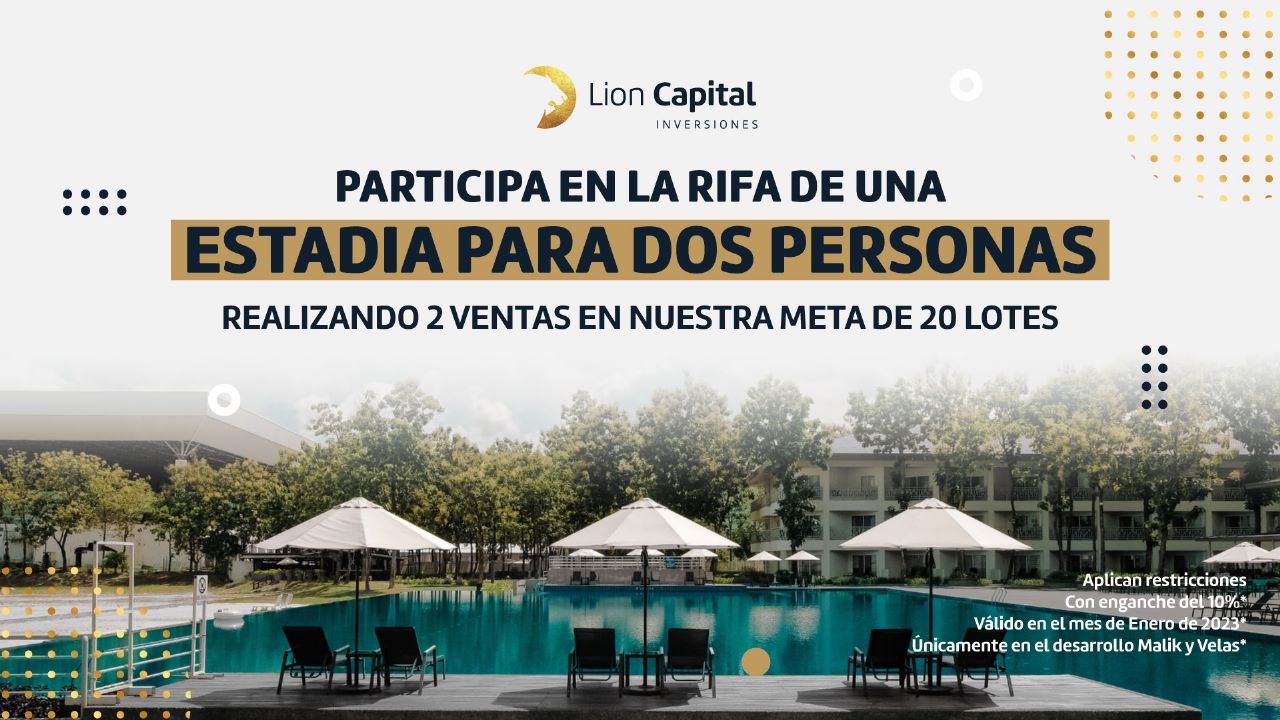 Lion Capital
INVERSIONES
PARTICIPA EN LA RIFA DE UNA
ESTADIA PARA DOS PERSONAS
REALIZANDO 2 VENTAS EN NUESTRA META DE 20 LOTES
Aplican restricciones
Con enganche del 10%*
Válido en el mes de Enero de 2023*
Únicamente en el desarrollo Malik y Velas*